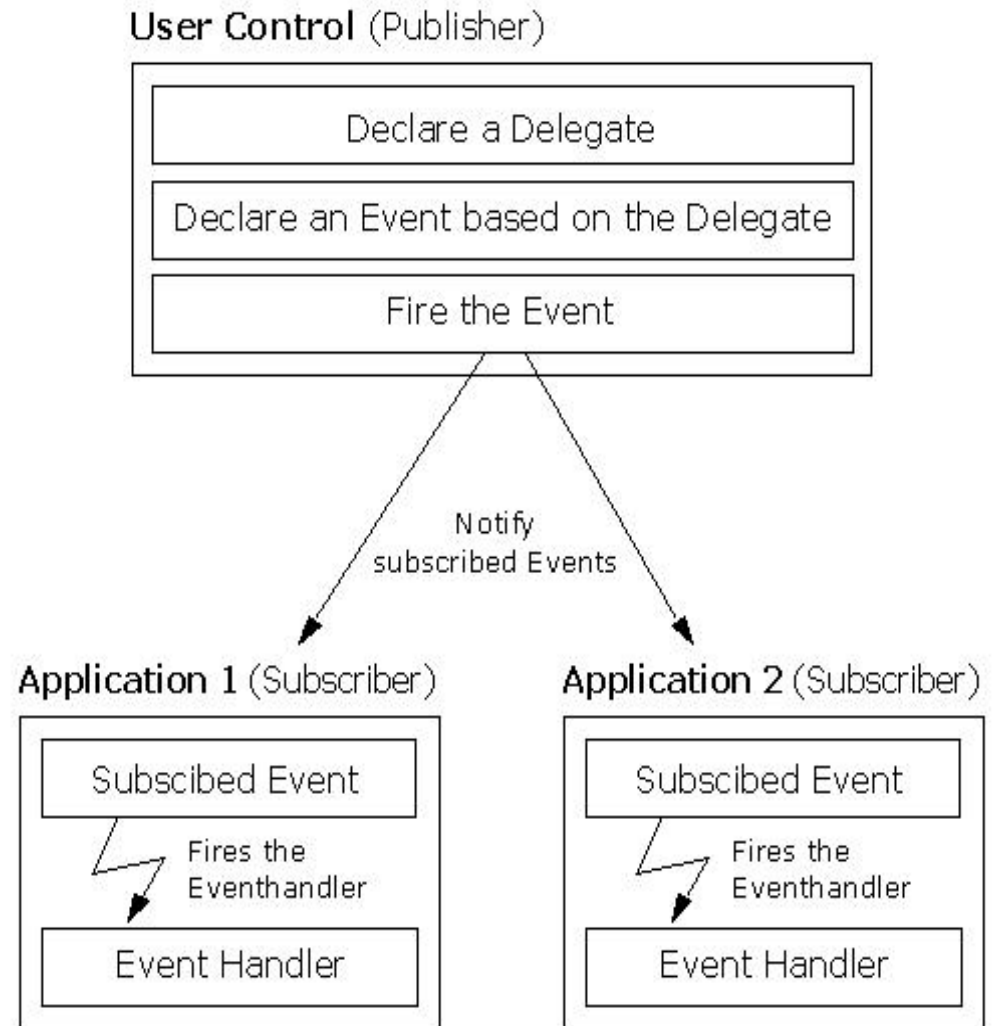 User Control (Publisher)
Declare a Delegate
Declare an Event based on the Delegate
Fire the Event
Notify
subscribed Events
Application 1 (Subscriber)
Subscibed Event
Fires the
Eventhandler
Event Handler
Application 2 (Subscriber)
Subscibed Event
Fires the
Eventhandler
Event Handler